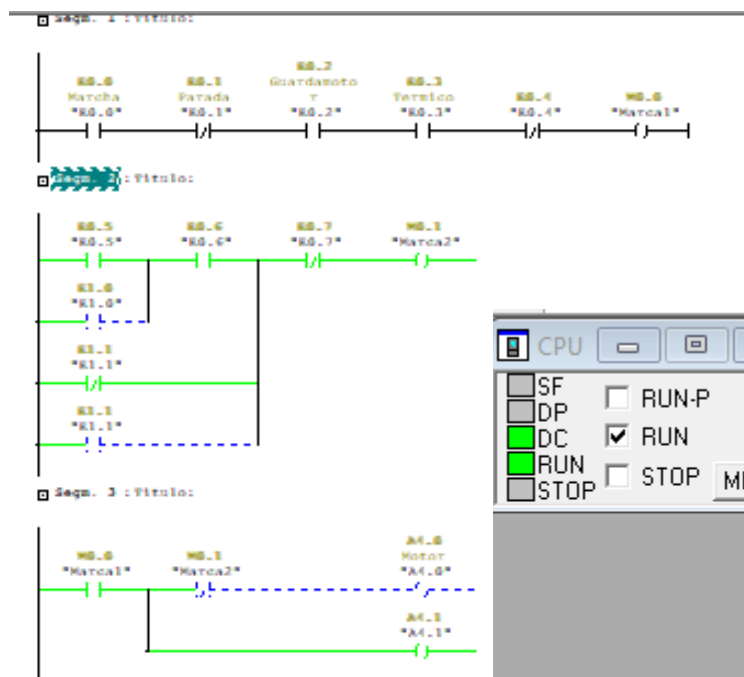 Segm. 1 : Título:
E0.2
E0.0 E0.1 Guardamoto E0.3
Marcha Parada r Termico E0.4 M0.0
"E0.0" "E0.1" "E0.2" "E0.3" "E0.4" "Marca1"
Segm. 2 : Título:
E0.5 E0.6 E0.7 M0.1
"E0.5" "E0.6" "E0.7" "Marca2"
E1.0
"E1.0"
E1.1
"E1.1"
E1.1
"E1.1"
CPU
SF
DP
DC
RUN
STOP
RUN-P
RUN
STOP
Segm. 3 : Título:
A4.0
M0.0 M0.1 Motor
"Marca1" "Marca2" "A4.0"
A4.1
"A4.1"